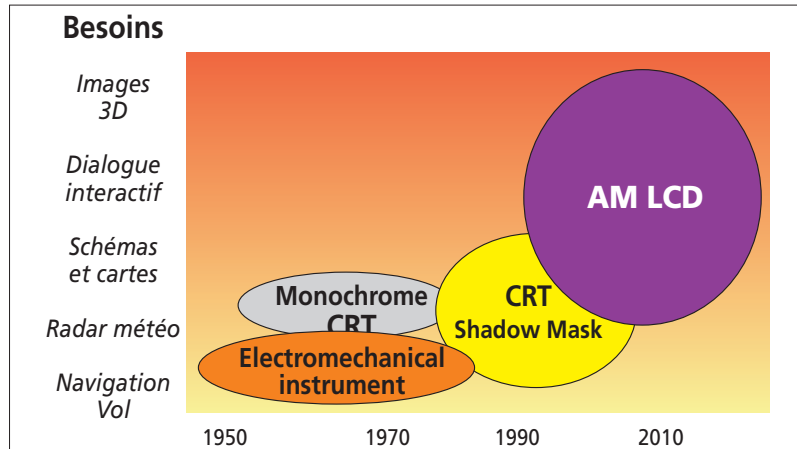 Besoins
Images
3D
Dialogue
interactif
AM LCD
Schémas
et cartes
Monochrome
CRT
CRT
Shadow Mask
Radar météo
Electromechanical
instrument
Navigation
Vol
1950 1970 1990 2010